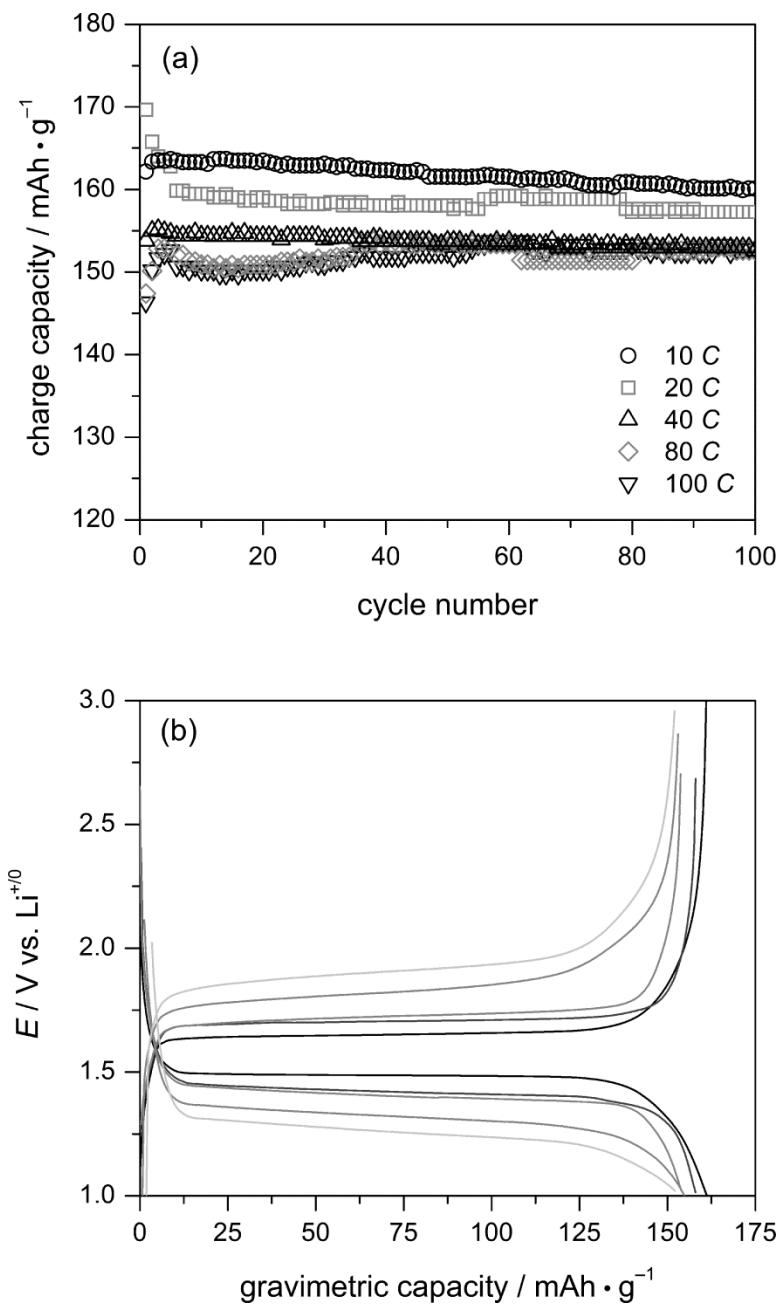 (a)
charge capacity / mAh · g⁻¹
180
170
160
150
140
130
120
10 C
20 C
40 C
80 C
100 C
0 20 40 60 80 100
cycle number
(b)
E / V vs. Li⁺ᐟ⁰
3.0
2.5
2.0
1.5
1.0
0 25 50 75 100 125 150 175
gravimetric capacity / mAh · g⁻¹